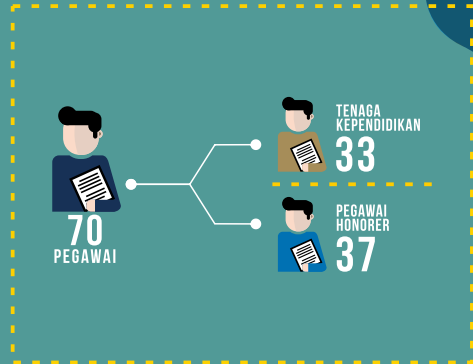 70
PEGAWAI
TENAGA
KEPENDIDIKAN
33
PEGAWAI
HONORER
37